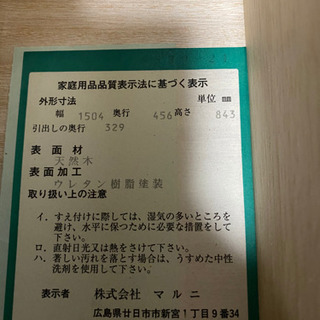 家庭用品品質表示法に基づく表示
外形寸法 単位 ㎜
幅 1504 奥行 456 高さ 843
引出しの奥行 329
表面材
天然木
表面加工
ウレタン樹脂塗装
取り扱い上の注意
イ. すえ付けに際しては、湿気の多いところを
避け、水平に保つために必要な措置をして
下さい。
ロ. 直射日光又は熱をさけて下さい。
ハ. 著しい汚れを落とす場合は、うすめた中性
洗剤を使用して下さい。
表示者 株式会社 マルニ
広島県廿日市市新宮1丁目9番34